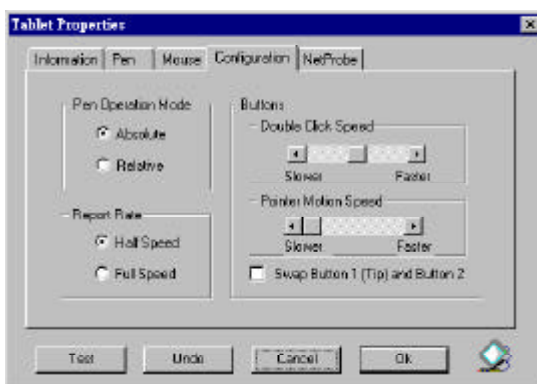 Tablet Properties
Information Pen Mouse Configuration NetProbe
Pen Operation Mode
Absolute
Relative
Report Rate
Half Speed
Full Speed
Buttons
Double Click Speed
Slower Faster
Pointer Motion Speed
Slower Faster
Swap Button 1 (Tip) and Button 2
Test Undo Cancel Ok